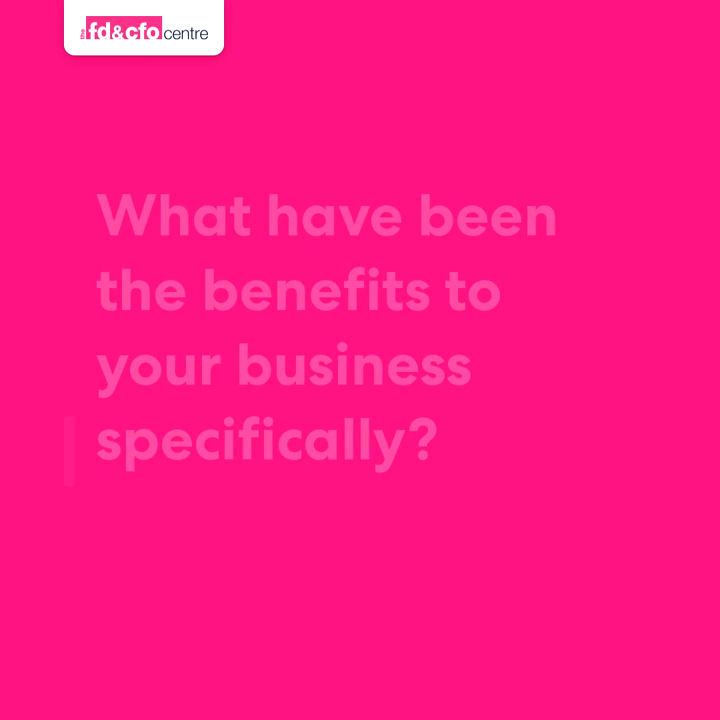 the fd&cfo centre
What have been
the benefits to
your business
specifically?